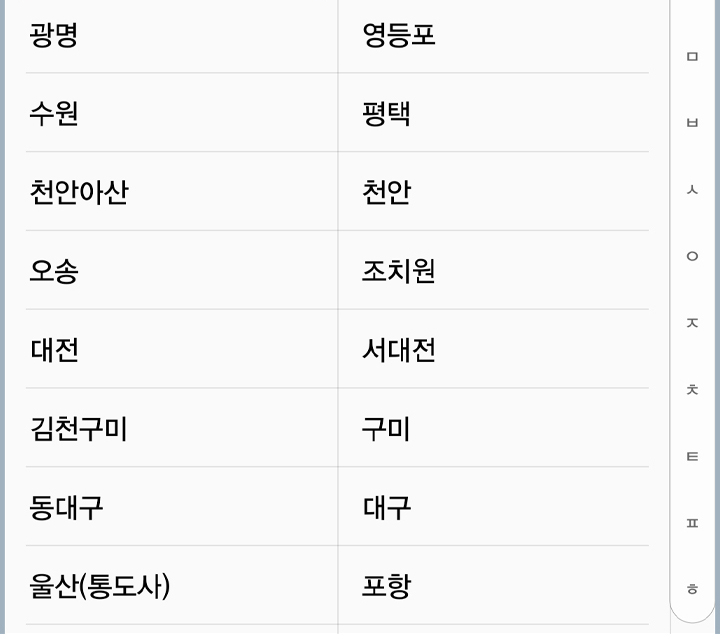 광명 영등포
수원 평택
천안아산 천안
오송 조치원
대전 서대전
김천구미 구미
동대구 대구
울산(통도사) 포항
ㅁ
ㅂ
ㅅ
ㅇ
ㅈ
ㅊ
ㅌ
ㅍ
ㅎ